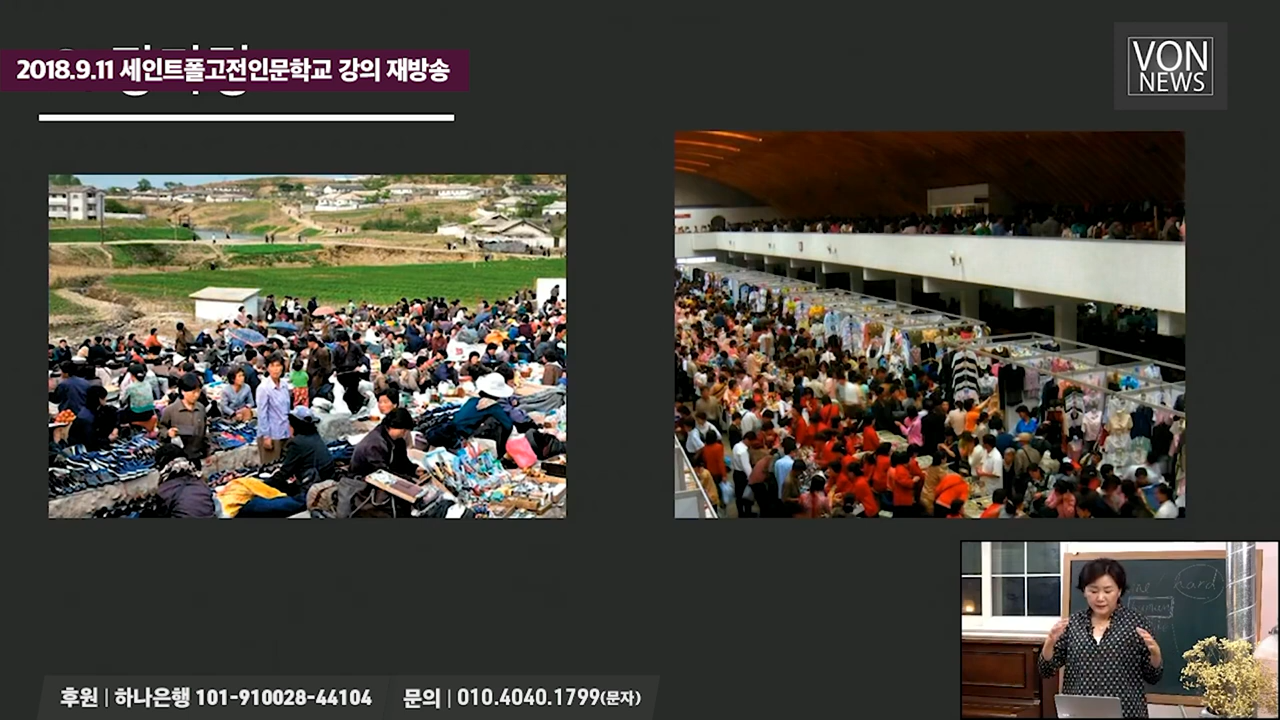 2018.9.11 세인트폴고전인문학교 강의 재방송
VON
NEWS
hard
후원 | 하나은행 101-910028-44104 문의 | 010.4040.1799(문자)